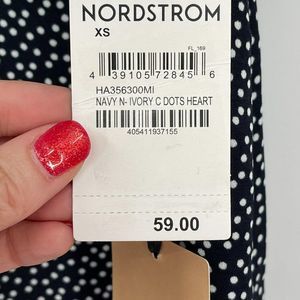 NORDSTROM
XS
FL_169
4 39105 72845 6
HA356300MI
NAVY N- IVORY C DOTS HEART
405411937155
59.00